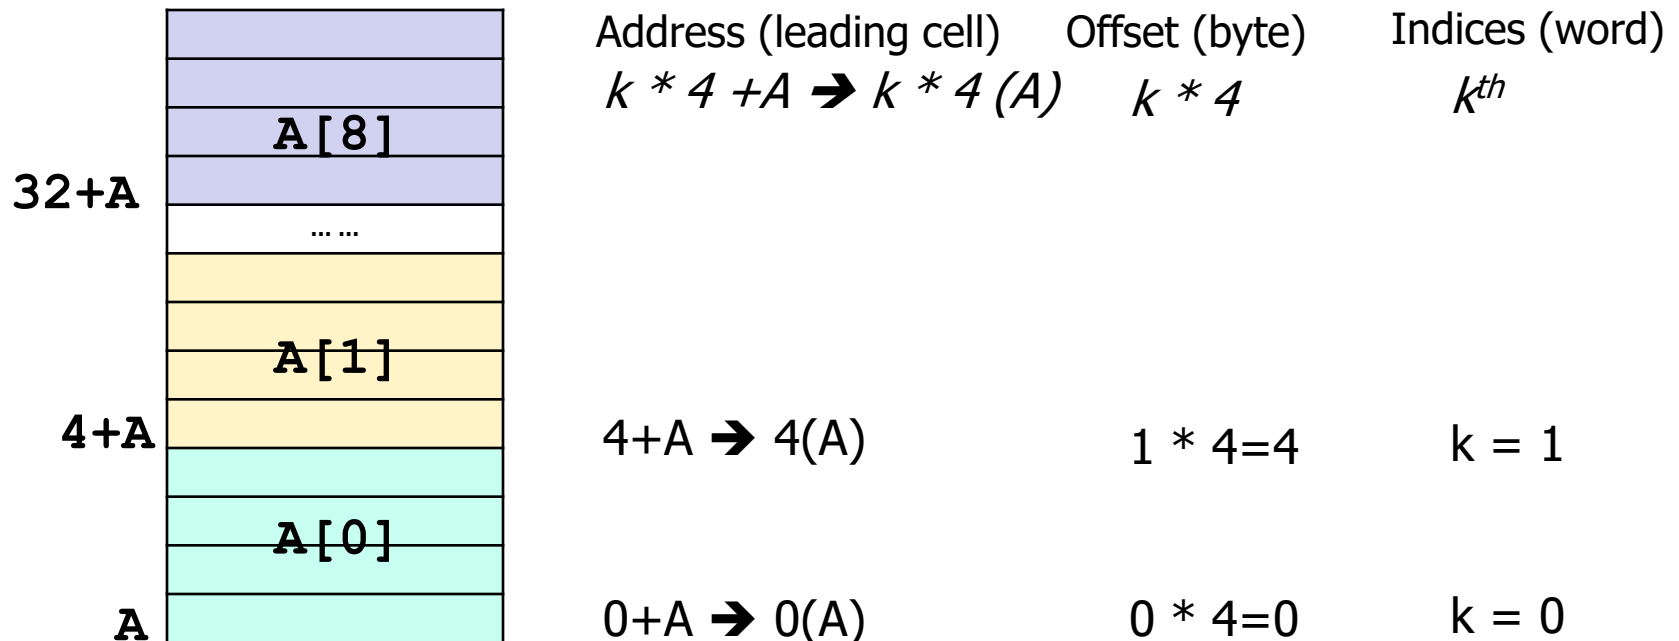 Address (leading cell) Offset (byte) Indices (word)
k * 4 +A ➔ k * 4 (A) k * 4 kth
A[8]
32+A
... ...
A[1]
4+A 4+A ➔ 4(A) 1 * 4=4 k = 1
A[0]
A 0+A ➔ 0(A) 0 * 4=0 k = 0